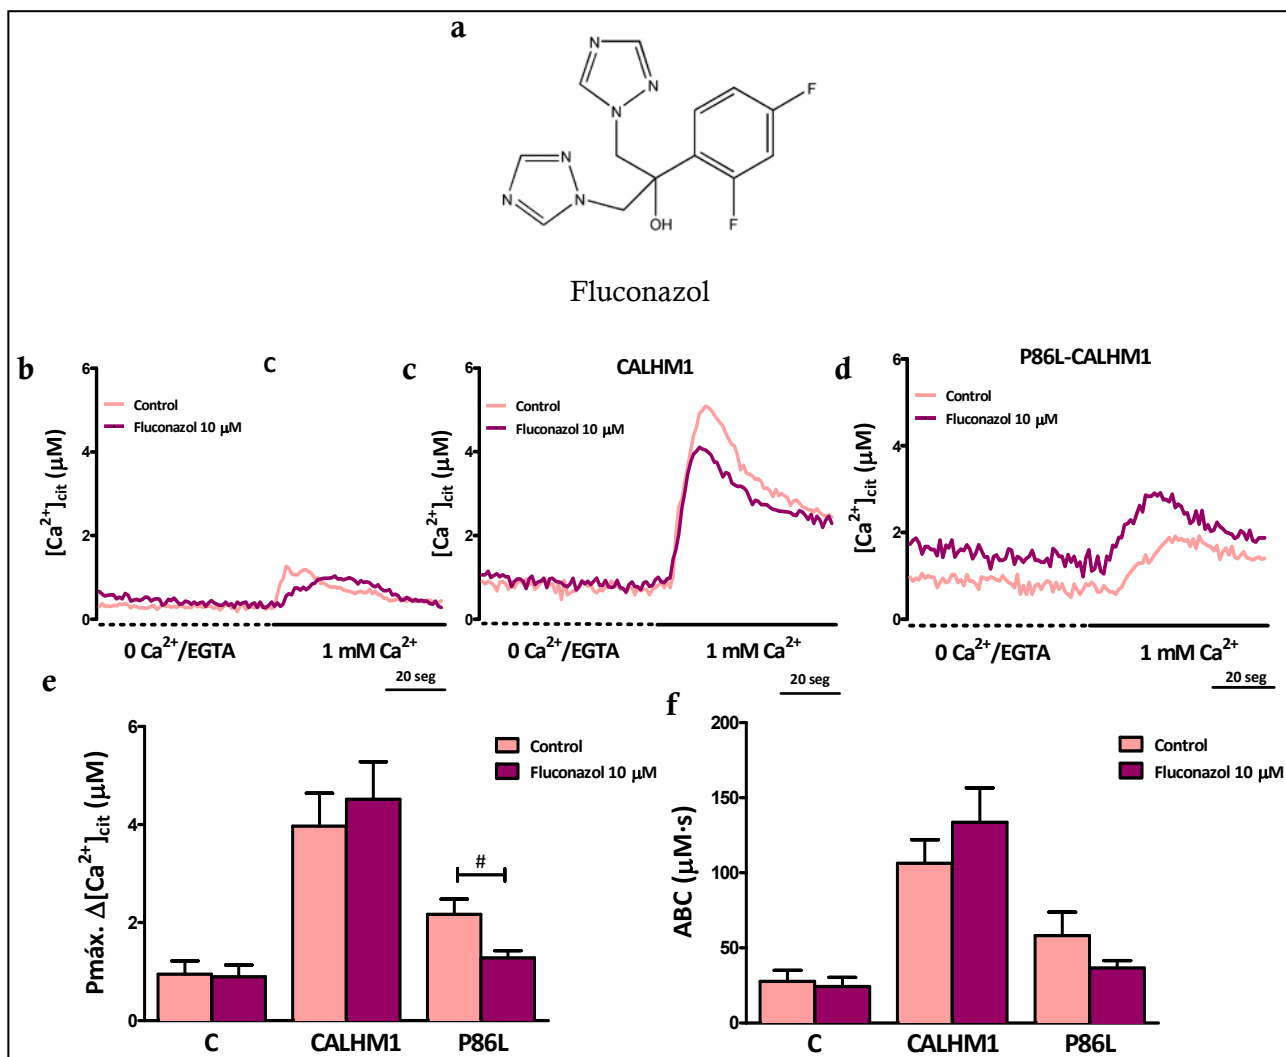 a
N
N
N
N
N
N
F
F
OH
Fluconazol
b
C
6
4
2
0
[Ca²⁺]cit (μM)
Control
Fluconazol 10 μM
0 Ca²⁺/EGTA
1 mM Ca²⁺
20 seg
c
CALHM1
6
4
2
0
[Ca²⁺]cit (μM)
Control
Fluconazol 10 μM
0 Ca²⁺/EGTA
1 mM Ca²⁺
20 seg
d
P86L-CALHM1
6
4
2
0
[Ca²⁺]cit (μM)
Control
Fluconazol 10 μM
0 Ca²⁺/EGTA
1 mM Ca²⁺
20 seg
e
6
4
2
0
Pmáx. Δ[Ca²⁺]cit (μM)
Control
Fluconazol 10 μM
#
C
CALHM1
P86L
f
200
150
100
50
0
ABC (μM·s)
Control
Fluconazol 10 μM
C
CALHM1
P86L